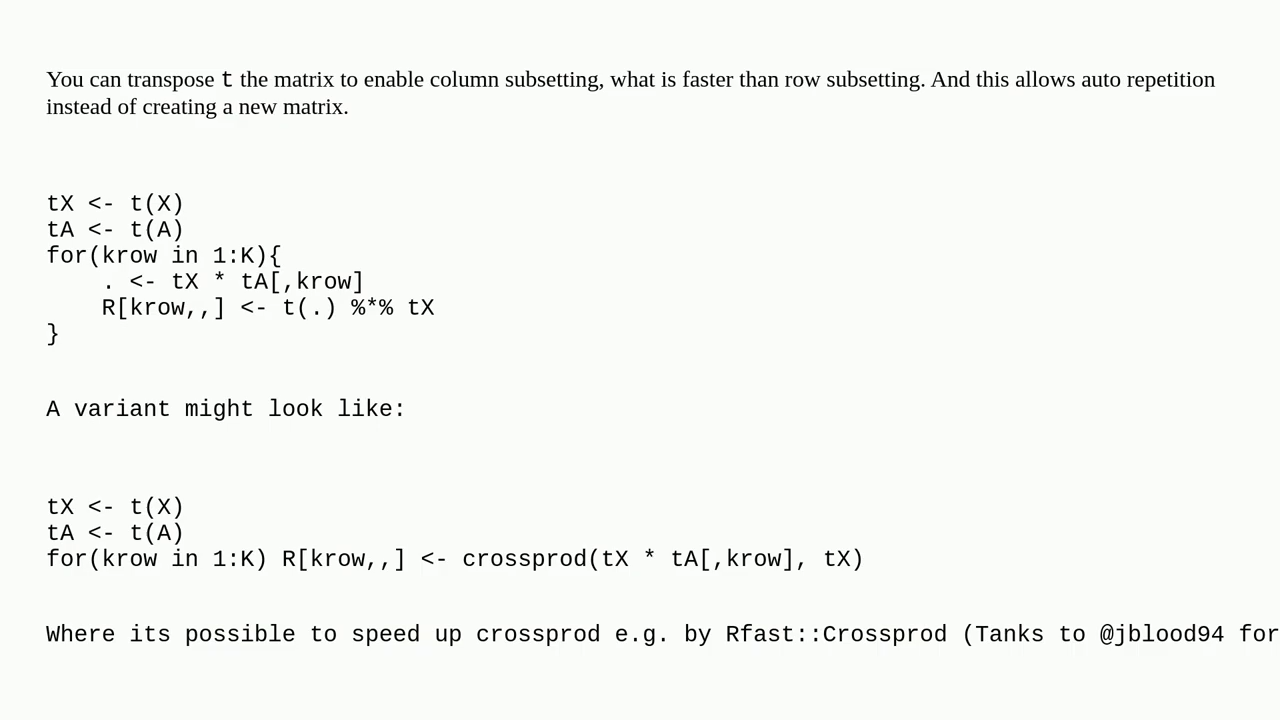 You can transpose t the matrix to enable column subsetting, what is faster than row subsetting. And this allows auto repetition
instead of creating a new matrix.
tX <- t(X)
tA <- t(A)
for(krow in 1:K){
    . <- tX * tA[,krow]
    R[krow,,] <- t(.) %*% tX
}
A variant might look like:
tX <- t(X)
tA <- t(A)
for(krow in 1:K) R[krow,,] <- crossprod(tX * tA[,krow], tX)
Where its possible to speed up crossprod e.g. by Rfast::Crossprod (Tanks to @jblood94 for